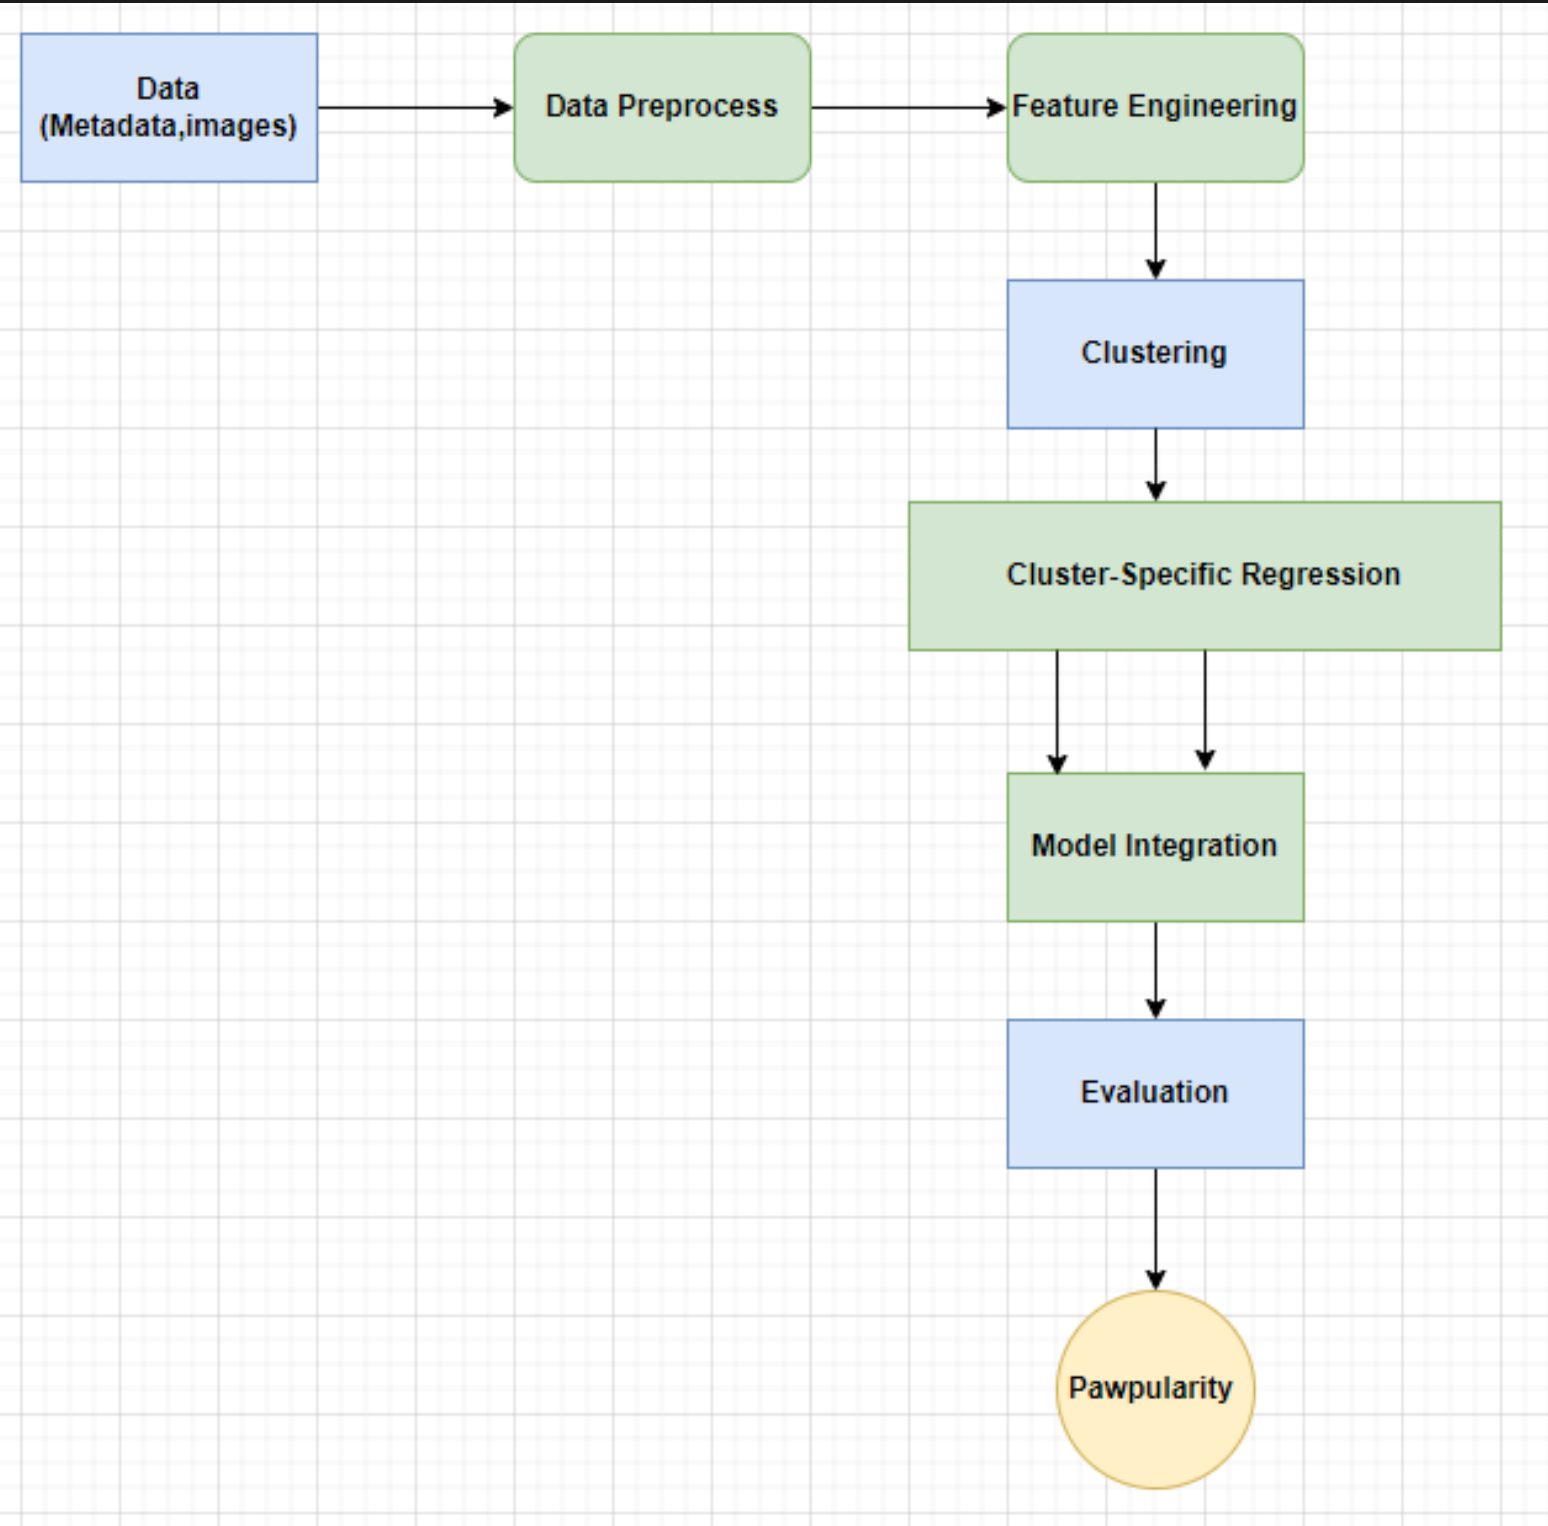 Data
(Metadata,images)
Data Preprocess
Feature Engineering
Clustering
Cluster-Specific Regression
Model Integration
Evaluation
Pawpularity